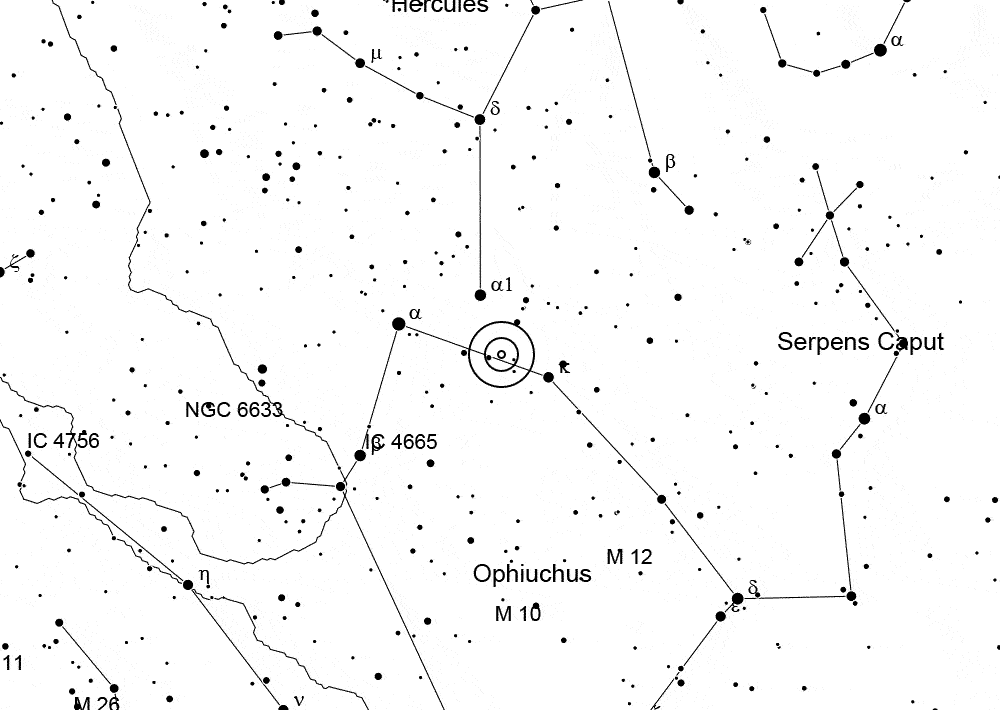 Hercules
μ
α
δ
β
ζ
α1
α
Serpens Caput
κ
NGC 6633
α
IC 4756
IC 4665
β
M 12
Ophiuchus
η
δ
ε
M 10
11
M 26
ν